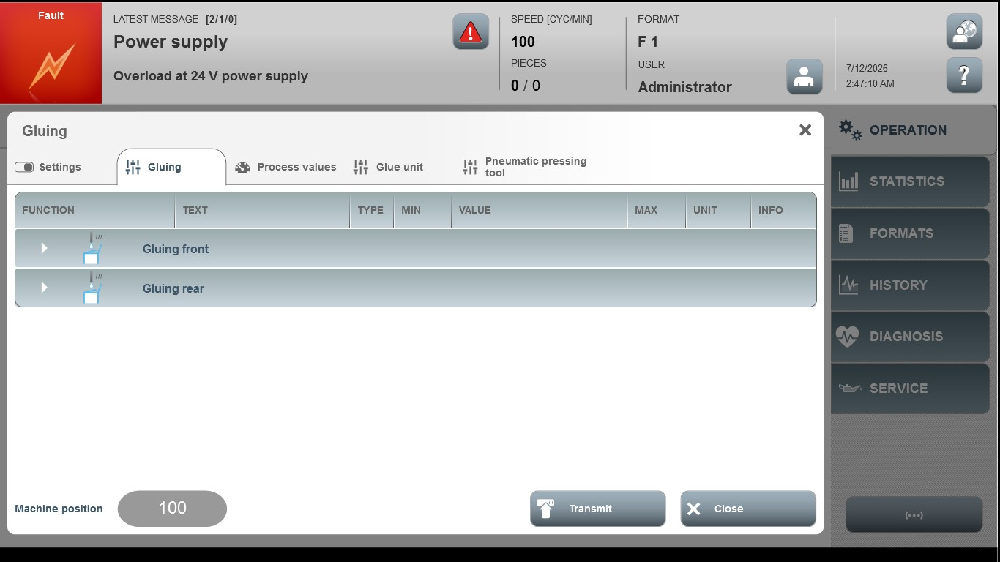 Fault
LATEST MESSAGE [2/1/0]
Power supply
Overload at 24 V power supply
SPEED [CYC/MIN]
100
PIECES
0 / 0
FORMAT
F 1
USER
Administrator
7/12/2026
2:47:10 AM
?
Gluing
Settings
Gluing
Process values
Glue unit
Pneumatic pressing
tool
FUNCTION TEXT TYPE MIN VALUE MAX UNIT INFO
Gluing front
Gluing rear
Machine position 100
Transmit
Close
OPERATION
STATISTICS
FORMATS
HISTORY
DIAGNOSIS
SERVICE
(•••)